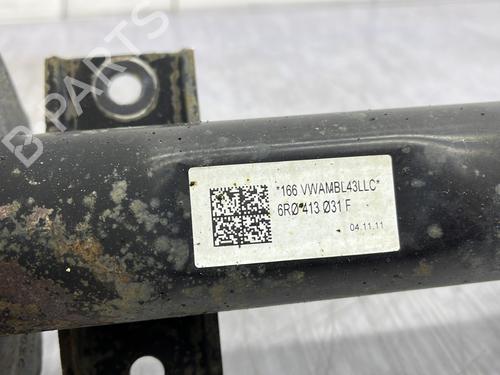 B-PARTS
*166 VWAMBL43LLC*
6RØ 413 Ø31 F
04.11.11